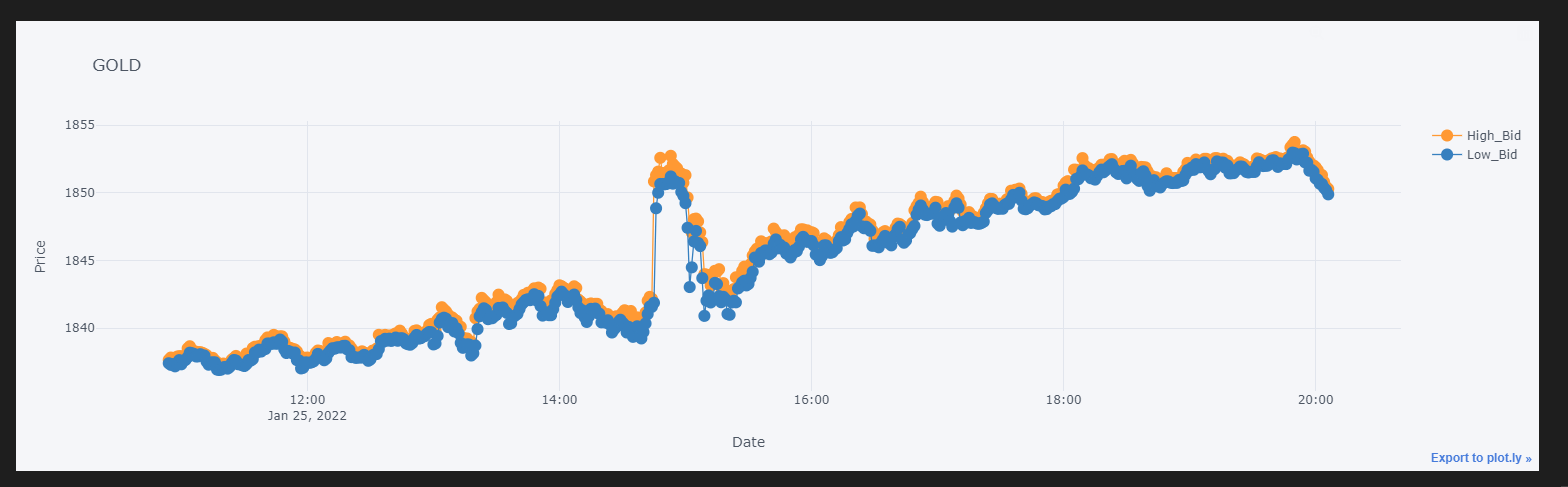 GOLD
1855
1850
1845
1840
Price
12:00
Jan 25, 2022
14:00
16:00
18:00
20:00
Date
High_Bid
Low_Bid
Export to plot.ly »